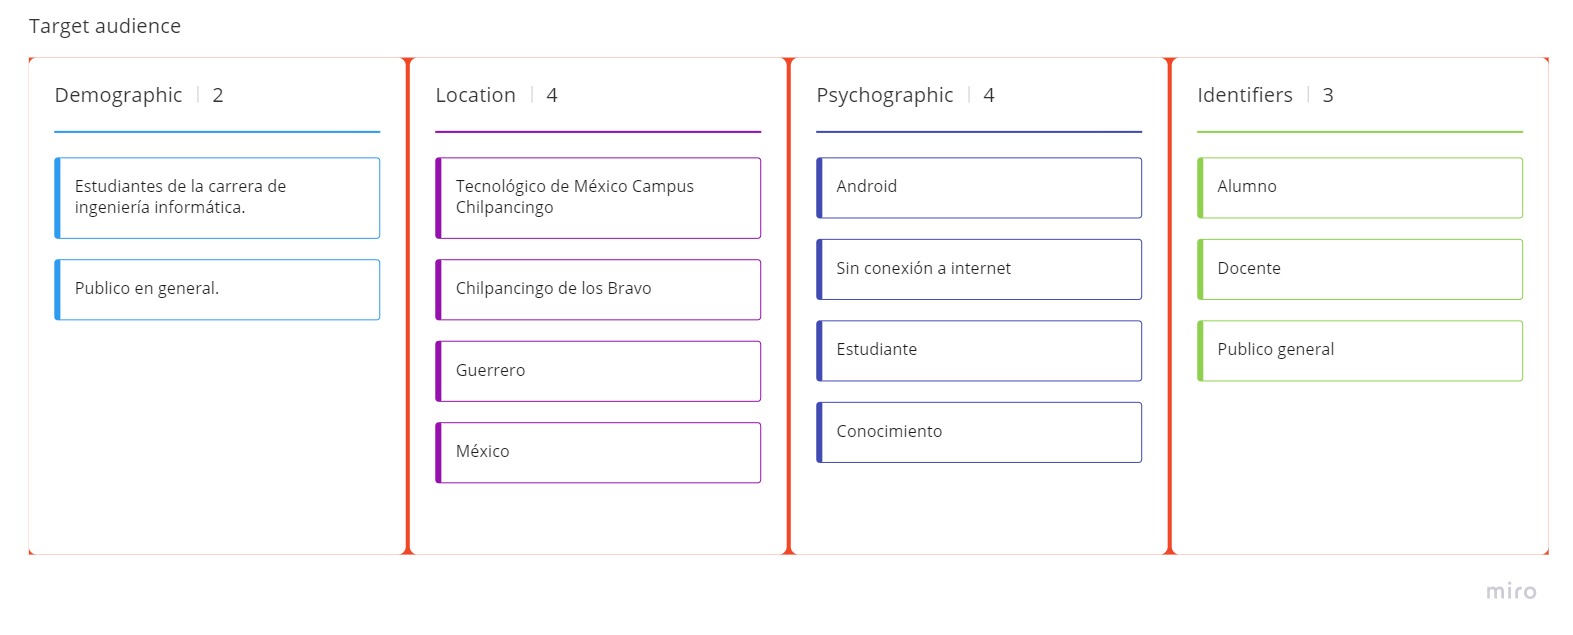 Target audience
Demographic | 2
Estudiantes de la carrera de
ingeniería informática.
Publico en general.
Location | 4
Tecnológico de México Campus
Chilpancingo
Chilpancingo de los Bravo
Guerrero
México
Psychographic | 4
Android
Sin conexión a internet
Estudiante
Conocimiento
Identifiers | 3
Alumno
Docente
Publico general
miro